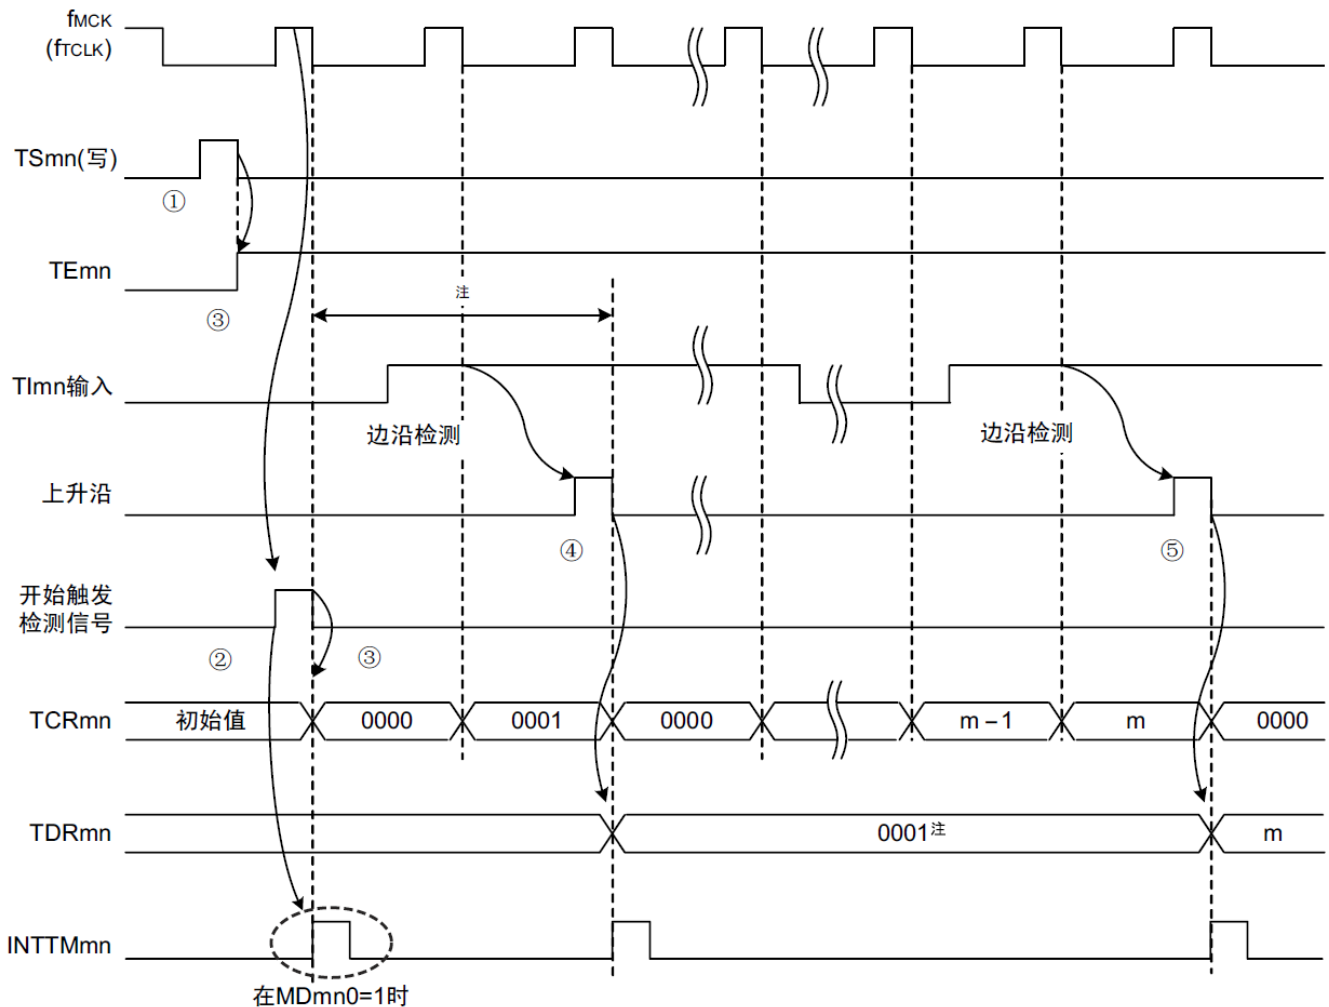 fMCK
(fTCLK)
TSmn(写)
①
TEmn
③
注
TImn输入
边沿检测
边沿检测
上升沿
④
⑤
开始触发
检测信号
②
③
TCRmn
初始值
0000
0001
0000
m-1
m
0000
TDRmn
0001注
m
INTTMmn
在MDmn0=1时